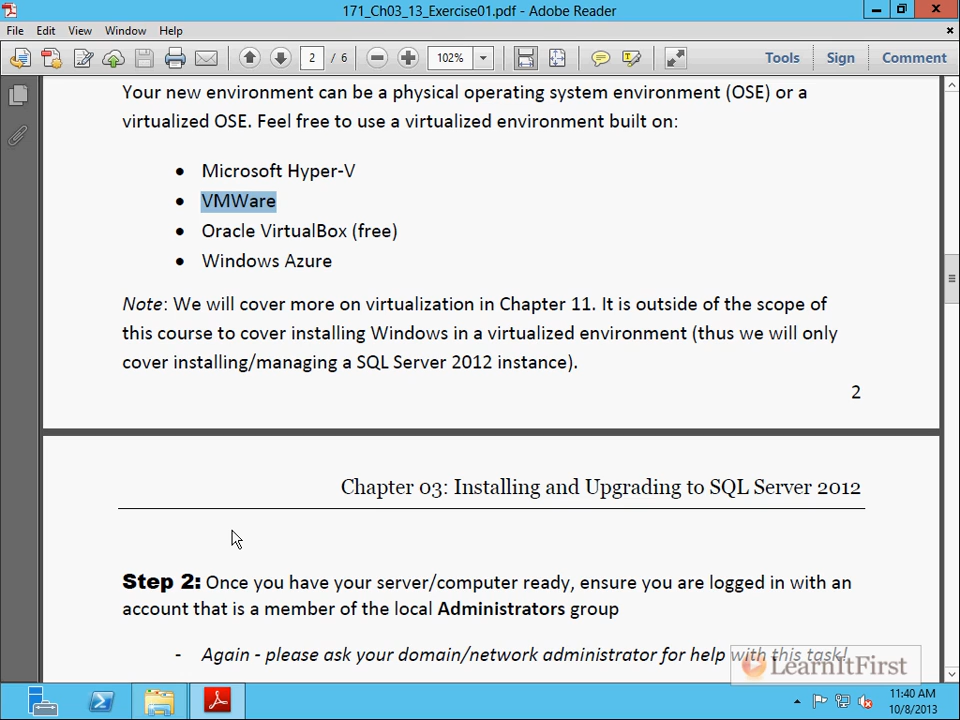 171_Ch03_13_Exercise01.pdf - Adobe Reader
File Edit View Window Help
2 / 6 102% Tools Sign Comment
Your new environment can be a physical operating system environment (OSE) or a
virtualized OSE. Feel free to use a virtualized environment built on:
• Microsoft Hyper-V
• VMWare
• Oracle VirtualBox (free)
• Windows Azure
Note: We will cover more on virtualization in Chapter 11. It is outside of the scope of
this course to cover installing Windows in a virtualized environment (thus we will only
cover installing/managing a SQL Server 2012 instance).
2
Chapter 03: Installing and Upgrading to SQL Server 2012
Step 2: Once you have your server/computer ready, ensure you are logged in with an
account that is a member of the local Administrators group
- Again - please ask your domain/network administrator for help with this task!
LearnItFirst
11:40 AM
10/8/2013